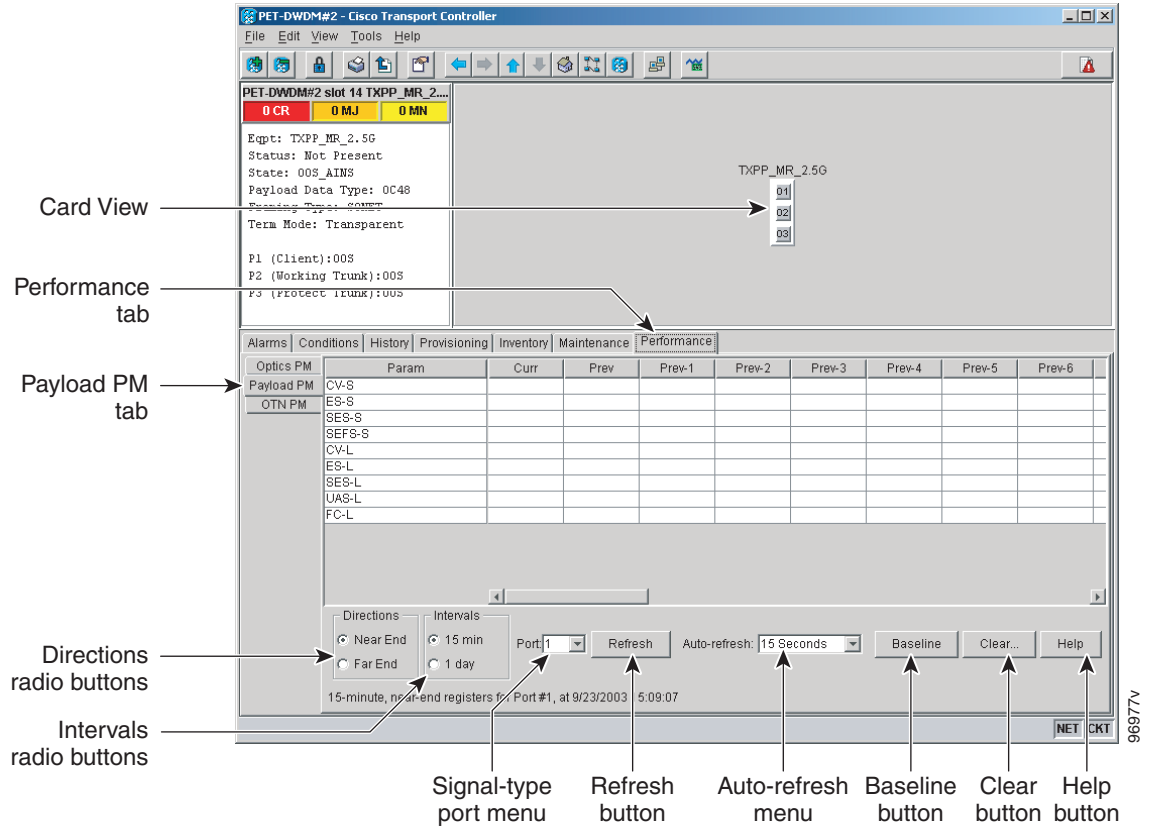 PET-DWDM#2 - Cisco Transport Controller
File Edit View Tools Help
PET-DWDM#2 slot 14 TXPP_MR_2....
0 CR 0 MJ 0 MN
Eqpt: TXPP_MR_2.5G
Status: Not Present
State: OOS_AINS
Payload Data Type: OC48
Framing Type: SONET
Term Mode: Transparent
P1 (Client):OOS
P2 (Working Trunk):OOS
P3 (Protect Trunk):OOS
TXPP_MR_2.5G
01
02
03
Card View
Performance
tab
Payload PM
tab
Alarms Conditions History Provisioning Inventory Maintenance Performance
Optics PM
Payload PM
OTN PM
Param Curr Prev Prev-1 Prev-2 Prev-3 Prev-4 Prev-5 Prev-6
CV-S
ES-S
SES-S
SEFS-S
CV-L
ES-L
SES-L
UAS-L
FC-L
Directions
Near End
Far End
Intervals
15 min
1 day
Port: 1 Refresh Auto-refresh: 15 Seconds Baseline Clear... Help
15-minute, near-end registers for Port #1, at 9/23/2003 5:09:07
NET CKT
96977v
Directions
radio buttons
Intervals
radio buttons
Signal-type
port menu
Refresh
button
Auto-refresh
menu
Baseline
button
Clear
button
Help
button